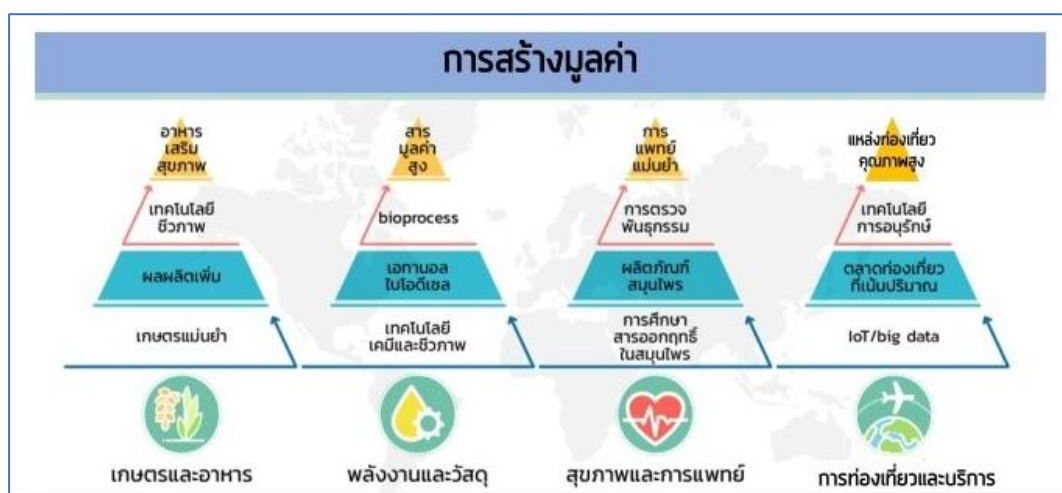 การสร้างมูลค่า
อาหาร
เสริม
สุขภาพ
เทคโนโลยี
ชีวภาพ
ผลผลิตเพิ่ม
เกษตรแม่นยำ
เกษตรและอาหาร
สาร
มูลค่า
สูง
bioprocess
เอทานอล
ไบโอดีเซล
เทคโนโลยี
เคมีและชีวภาพ
พลังงานและวัสดุ
การ
แพทย์
แม่นยำ
การตรวจ
พันธุกรรม
ผลิตภัณฑ์
สมุนไพร
การศึกษา
สารออกฤทธิ์
ในสมุนไพร
สุขภาพและการแพทย์
แหล่งท่องเที่ยว
คุณภาพสูง
เทคโนโลยี
การอนุรักษ์
ตลาดท่องเที่ยว
ที่เน้นปริมาณ
IoT/big data
การท่องเที่ยวและบริการ